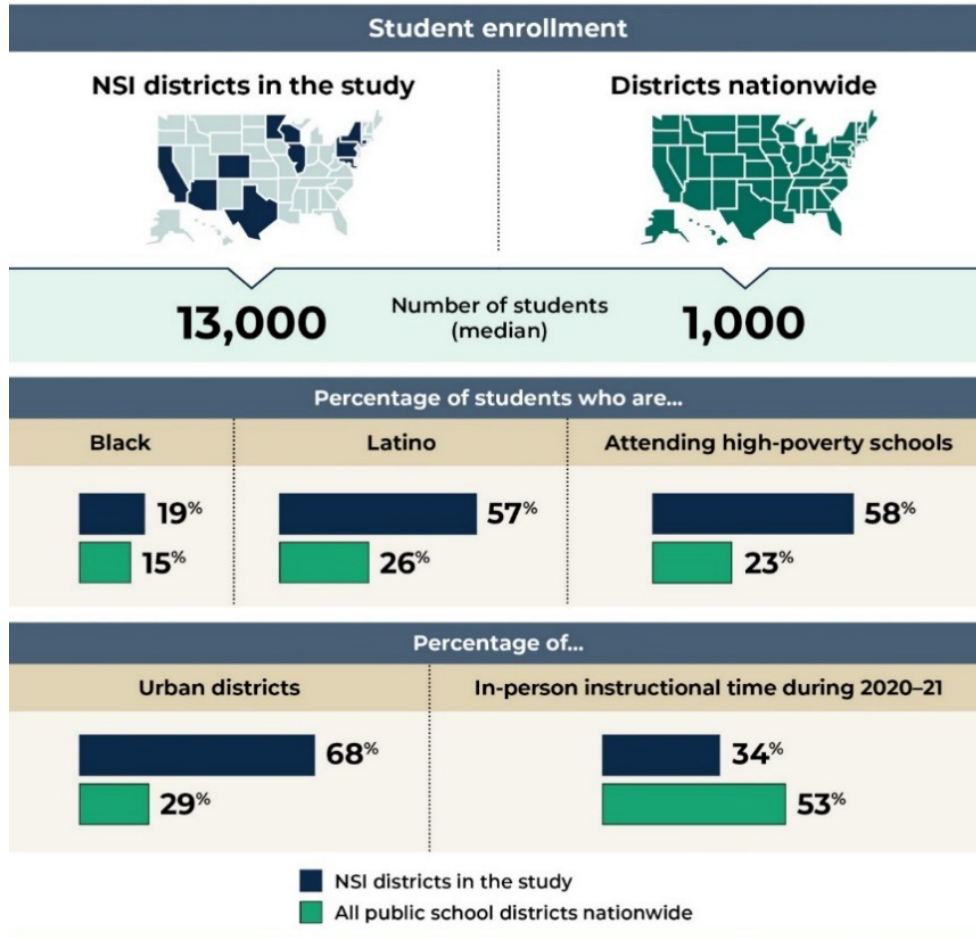 Student enrollment
NSI districts in the study
Districts nationwide
13,000
Number of students
(median)
1,000
Percentage of students who are...
Black
Latino
Attending high-poverty schools
19%
15%
57%
26%
58%
23%
Percentage of...
Urban districts
In-person instructional time during 2020–21
68%
29%
34%
53%
NSI districts in the study
All public school districts nationwide